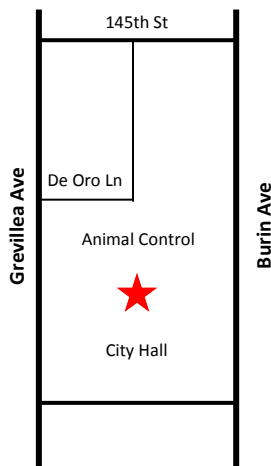 145th St
De Oro Ln
Grevillea Ave
Burin Ave
Animal Control
City Hall